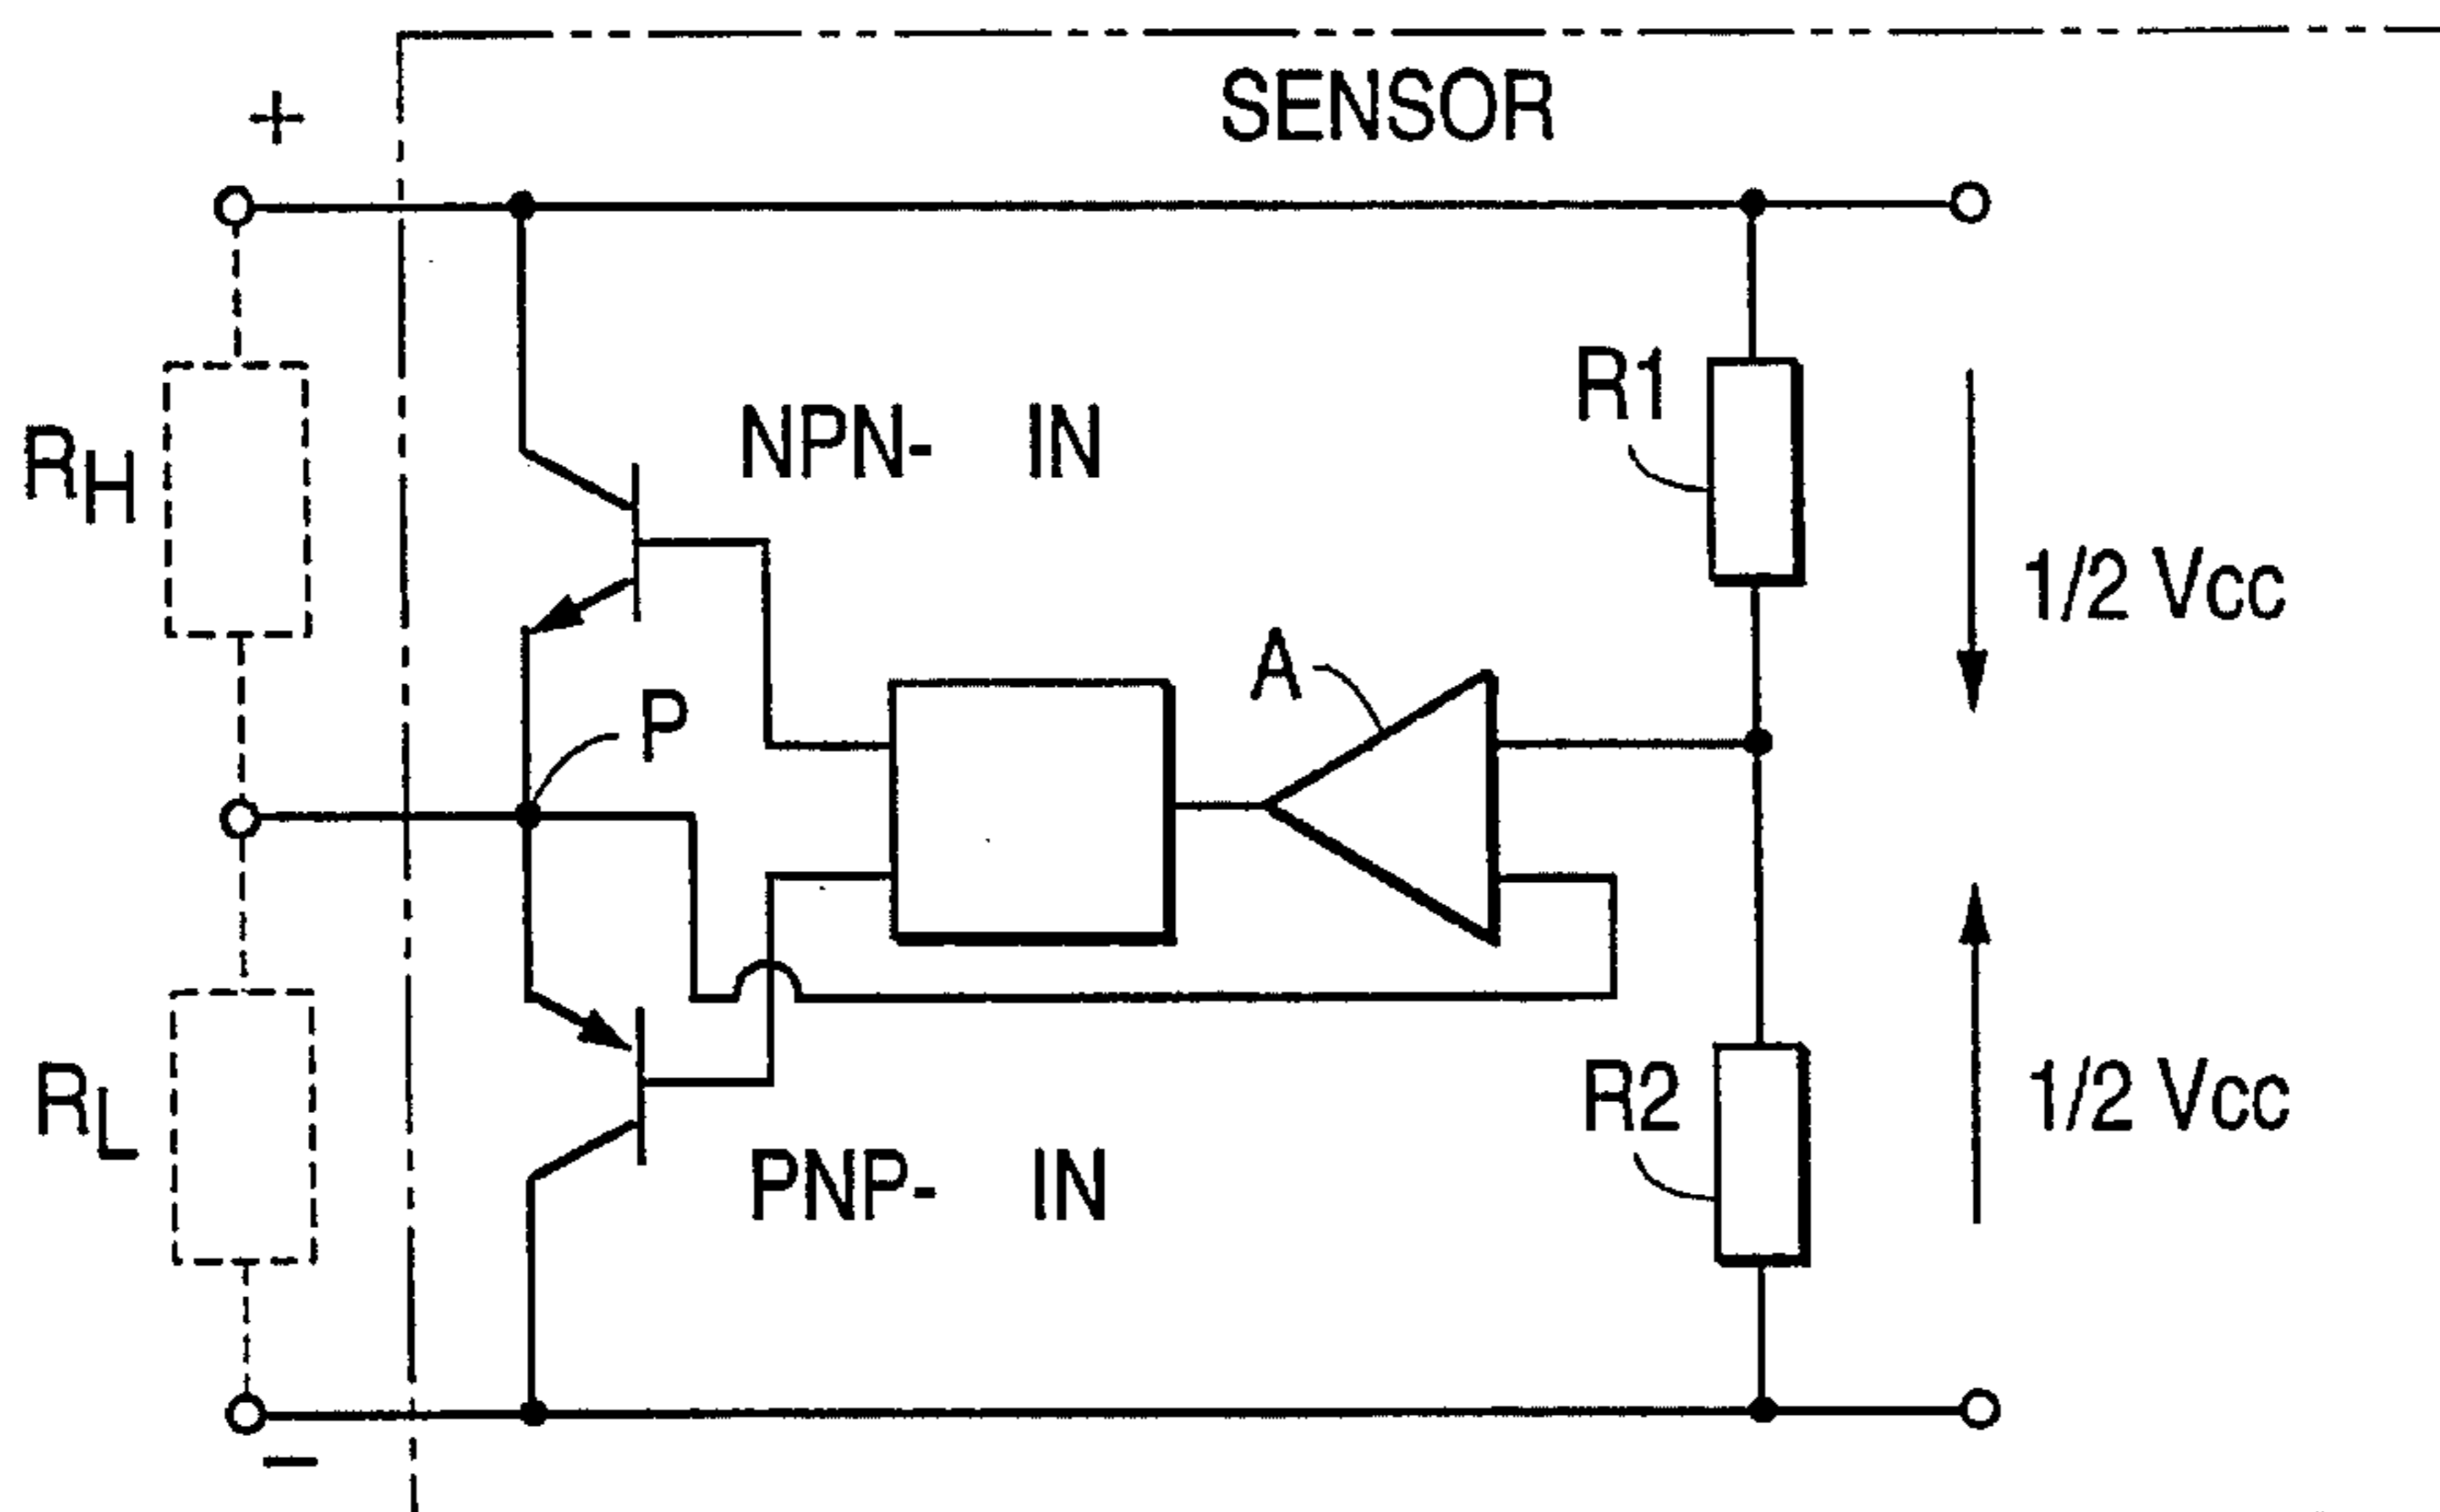 SENSOR
+
NPN- IN
R1
RH
1/2 Vcc
A
P
RL
R2
1/2 Vcc
PNP- IN
−